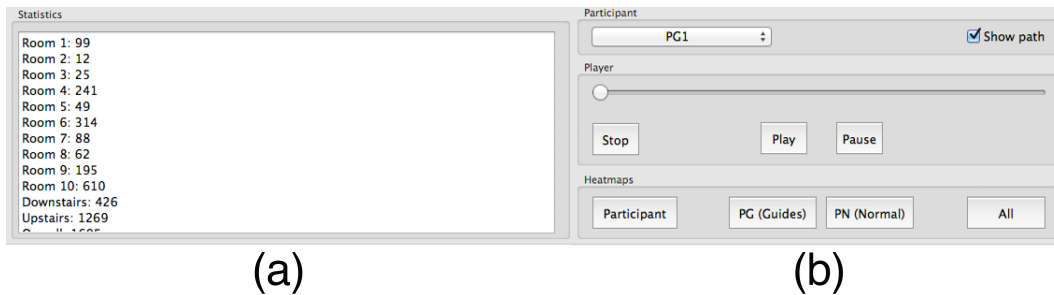 Statistics
Room 1: 99
Room 2: 12
Room 3: 25
Room 4: 241
Room 5: 49
Room 6: 314
Room 7: 88
Room 8: 62
Room 9: 195
Room 10: 610
Downstairs: 426
Upstairs: 1269
(a)
Participant
PG1
Show path
Player
Stop
Play
Pause
Heatmaps
Participant
PG (Guides)
PN (Normal)
All
(b)